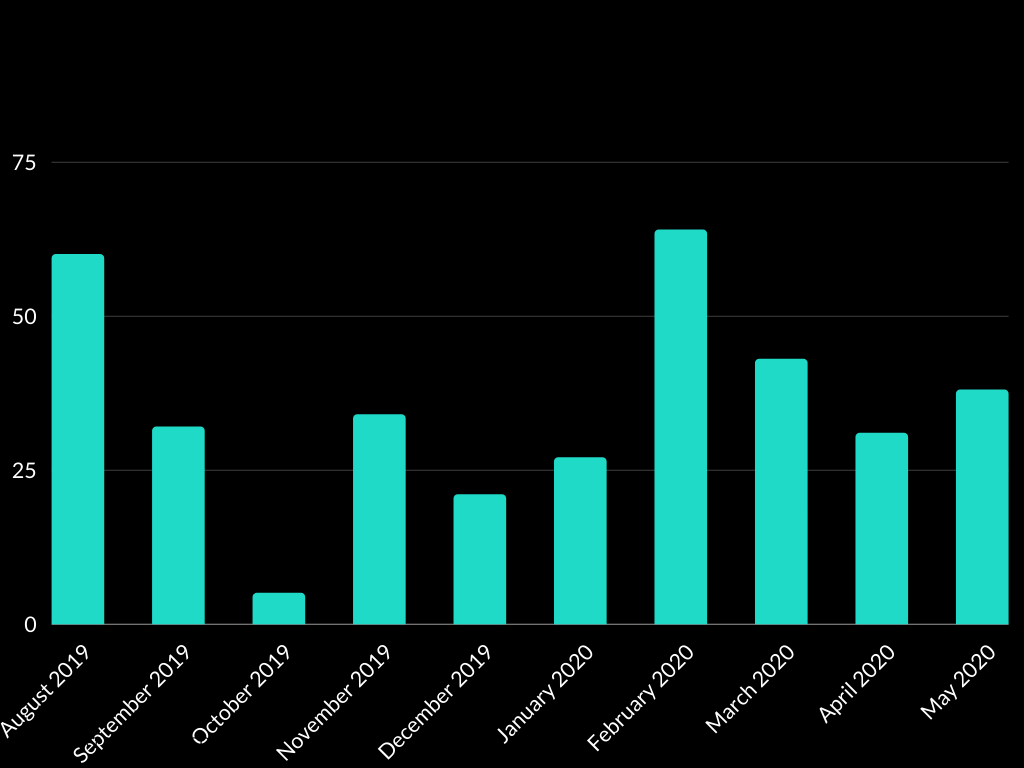 75
50
25
0
August 2019
September 2019
October 2019
November 2019
December 2019
January 2020
February 2020
March 2020
April 2020
May 2020